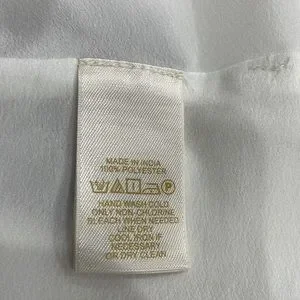 MADE IN INDIA
100% POLYESTER
P
HAND WASH COLD
ONLY NON-CHLORINE
BLEACH WHEN NEEDED
LINE DRY
COOL IRON IF
NECESSARY
OR DRY CLEAN